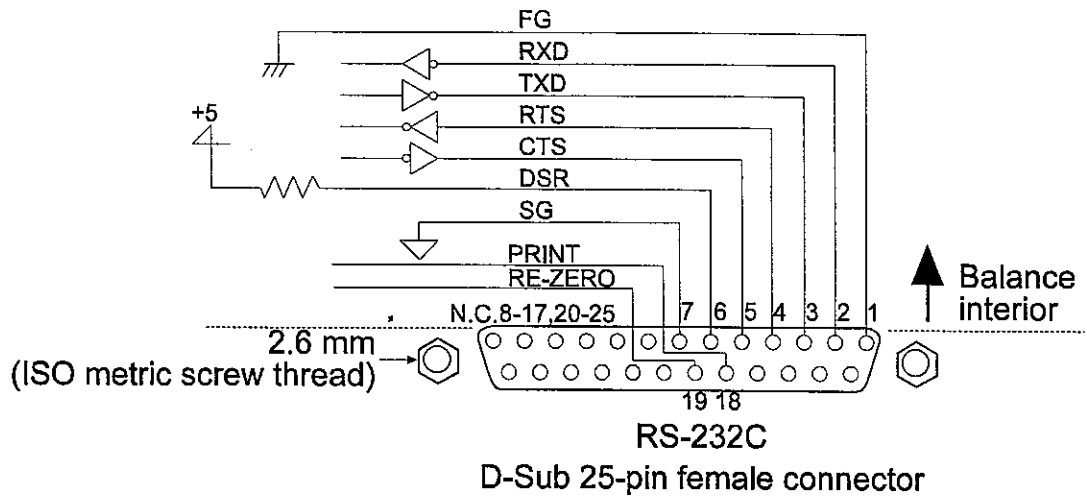 FG
RXD
TXD
RTS
+5
CTS
DSR
SG
PRINT
RE-ZERO
Balance
interior
N.C.8-17,20-25 7 6 5 4 3 2 1
2.6 mm
(ISO metric screw thread)
19 18
RS-232C
D-Sub 25-pin female connector